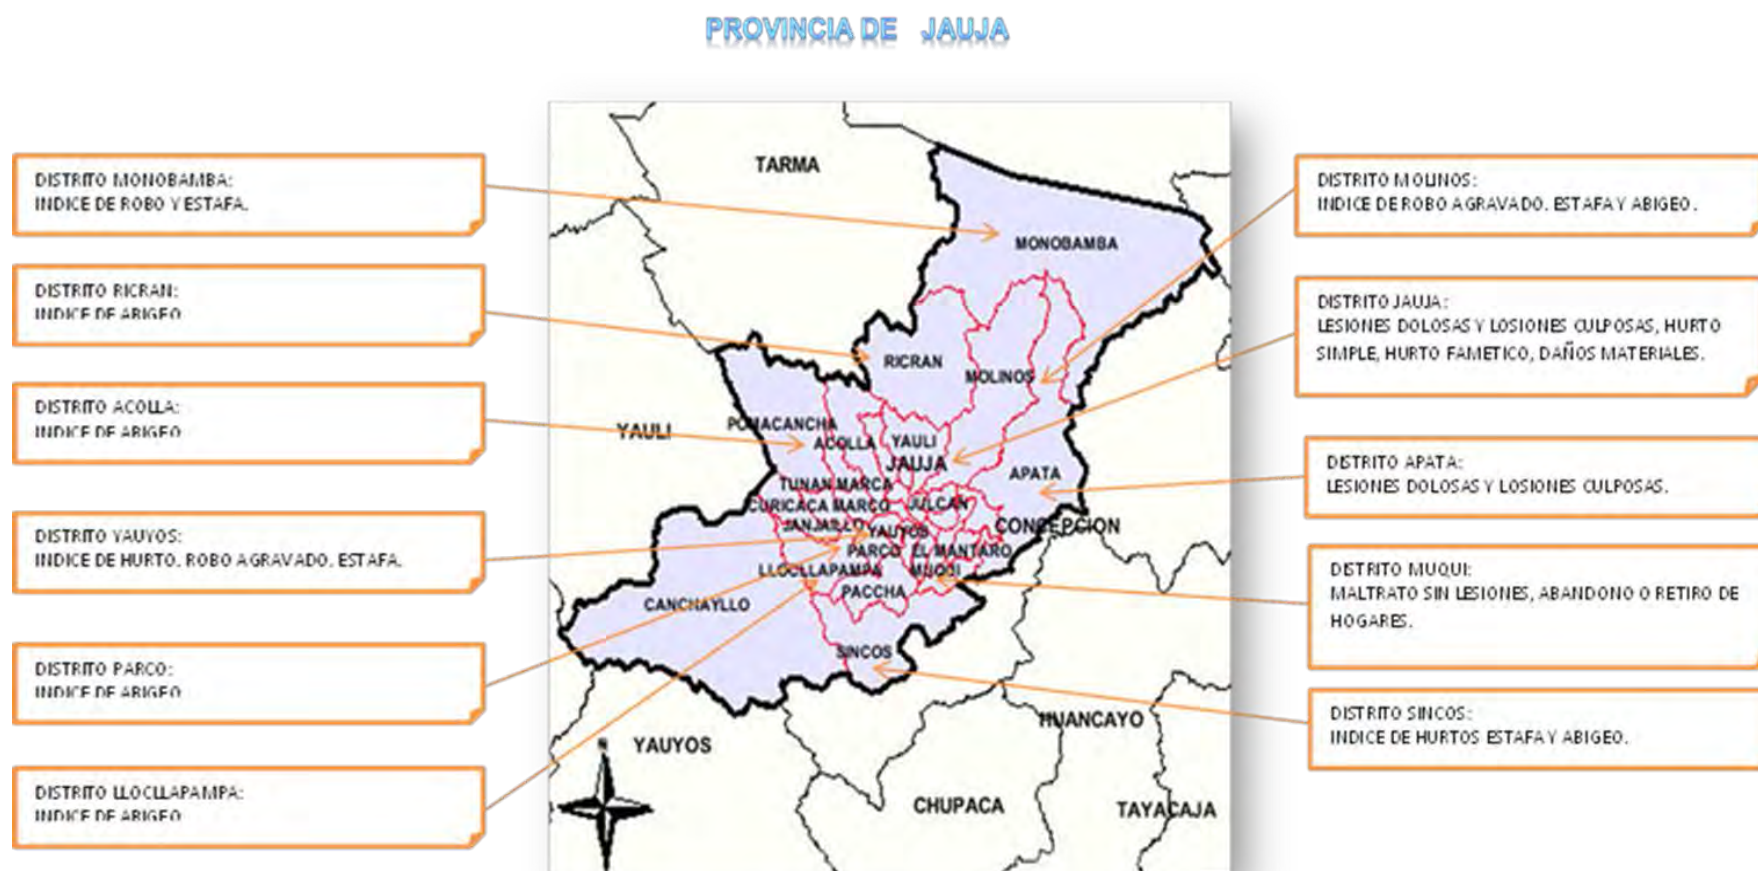 PROVINCIA DE JAUJA
DISTRITO MONOBAMBA:
INDICE DE ROBO Y ESTAFA.
DISTRITO RICRAN:
INDICE DE ABIGEO
DISTRITO ACOLLA:
INDICE DE ABIGEO
DISTRITO YAUYOS:
INDICE DE HURTO. ROBO AGRAVADO. ESTAFA.
DISTRITO PARCO:
INDICE DE ABIGEO
DISTRITO LLOCLLAPAMPA:
INDICE DE ABIGEO
TARMA
MONOBAMBA
RICRAN
MOLINOS
POMACANCHA
YAULI
ACOLLA
YAULI
JAUJA
APATA
TUNAN MARCA
CURICACA MARCO
JULCAN
JANJAILLO
YAUYOS
CONCEPCION
PARCO
EL MANTARO
LLOCLLAPAMPA
MUQUI
PACCHA
CANCHAYLLO
SINCOS
HUANCAYO
N
YAUYOS
CHUPACA
TAYACAJA
DISTRITO MOLINOS:
INDICE DE ROBO AGRAVADO. ESTAFA Y ABIGEO.
DISTRITO JAUJA:
LESIONES DOLOSAS Y LOSIONES CULPOSAS, HURTO
SIMPLE, HURTO FAMETICO, DAÑOS MATERIALES.
DISTRITO APATA:
LESIONES DOLOSAS Y LOSIONES CULPOSAS.
DISTRITO MUQUI:
MALTRATO SIN LESIONES, ABANDONO O RETIRO DE
HOGARES.
DISTRITO SINCOS:
INDICE DE HURTOS ESTAFA Y ABIGEO.